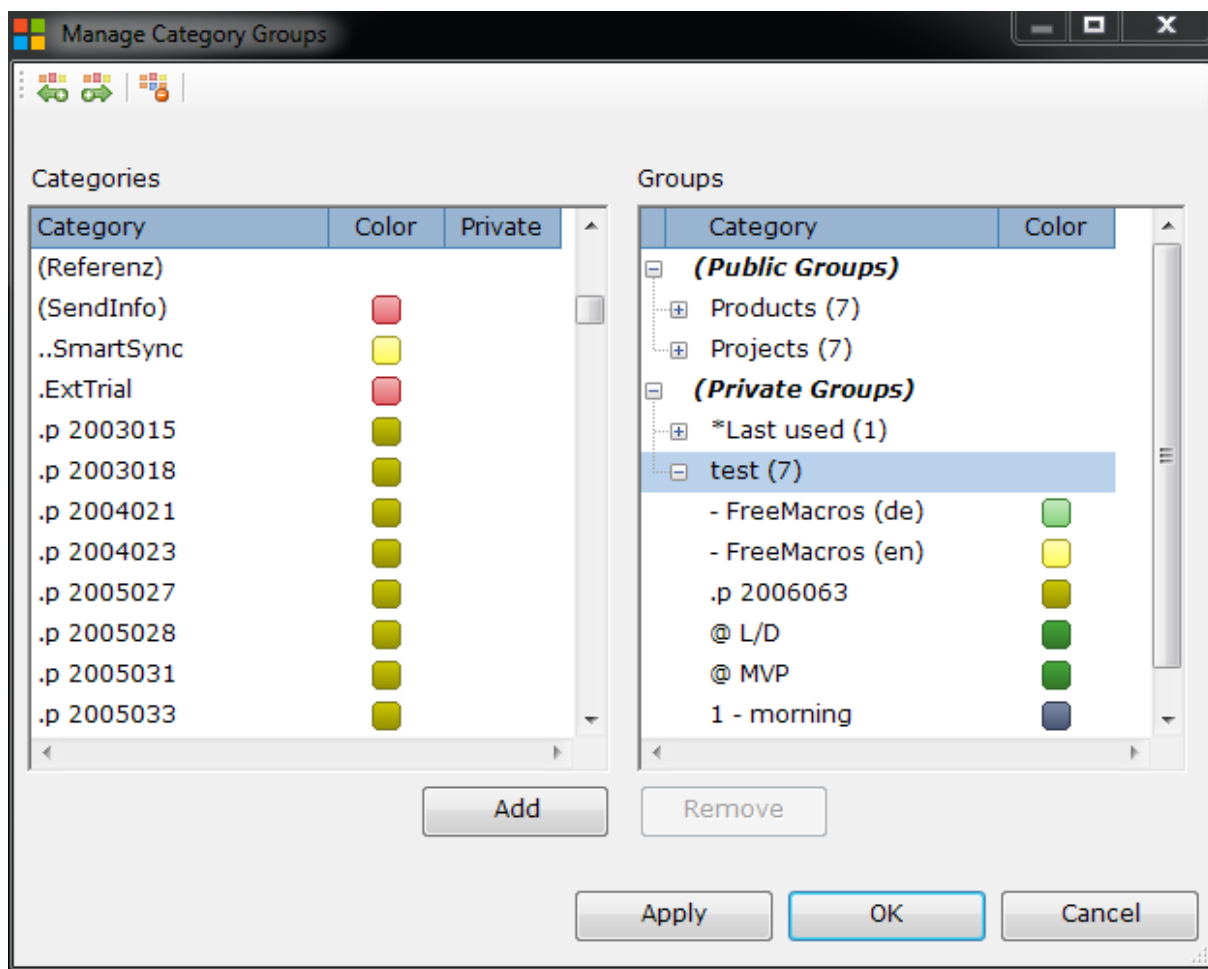 Manage Category Groups
Categories
Category Color Private
(Referenz)
(SendInfo)
..SmartSync
.ExtTrial
.p 2003015
.p 2003018
.p 2004021
.p 2004023
.p 2005027
.p 2005028
.p 2005031
.p 2005033
Add
Groups
Category Color
(Public Groups)
Products (7)
Projects (7)
(Private Groups)
*Last used (1)
test (7)
- FreeMacros (de)
- FreeMacros (en)
.p 2006063
@ L/D
@ MVP
1 - morning
Remove
Apply OK Cancel